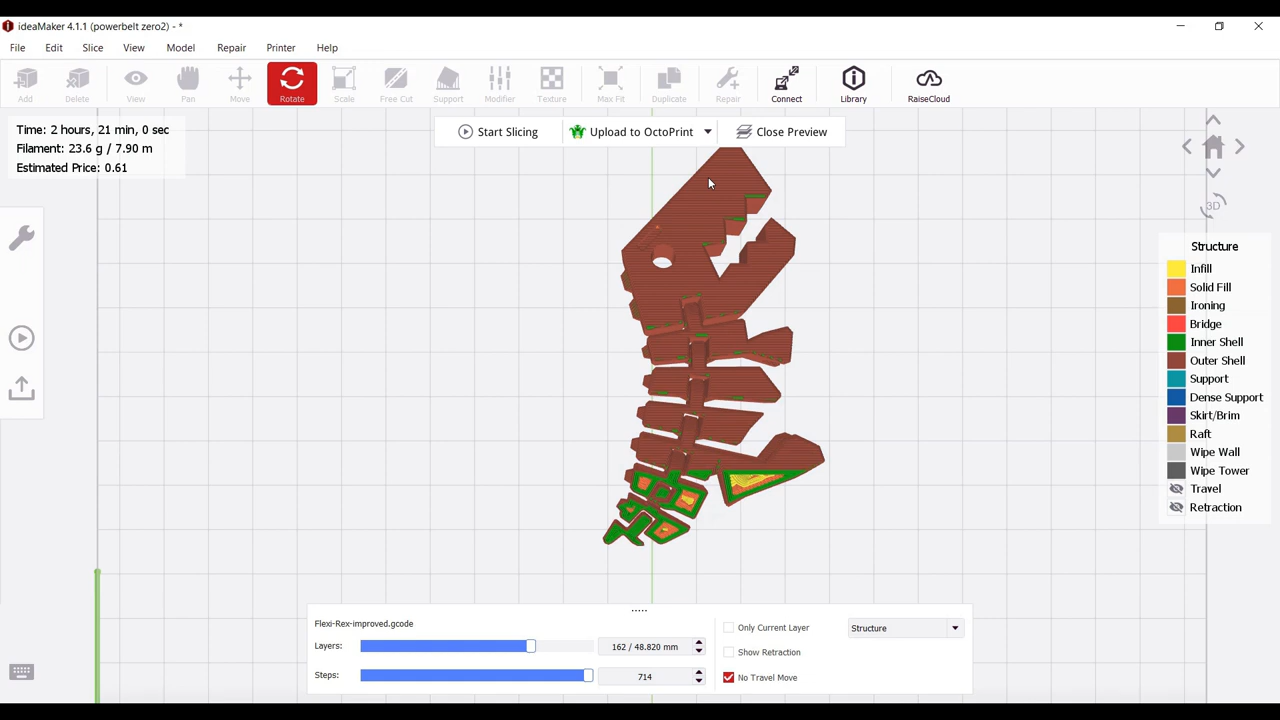 ideaMaker 4.1.1 (powerbelt zero2) - *
File Edit Slice View Model Repair Printer Help
Add Delete View Pan Move Rotate Scale Free Cut Support Modifier Texture Max Fit Duplicate Repair Connect Library RaiseCloud
Time: 2 hours, 21 min, 0 sec
Filament: 23.6 g / 7.90 m
Estimated Price: 0.61
Start Slicing Upload to OctoPrint Close Preview
3D
Structure
Infill
Solid Fill
Ironing
Bridge
Inner Shell
Outer Shell
Support
Dense Support
Skirt/Brim
Raft
Wipe Wall
Wipe Tower
Travel
Retraction
Flexi-Rex-improved.gcode
Layers: 162 / 48.820 mm
Steps: 714
Only Current Layer Structure
Show Retraction
No Travel Move